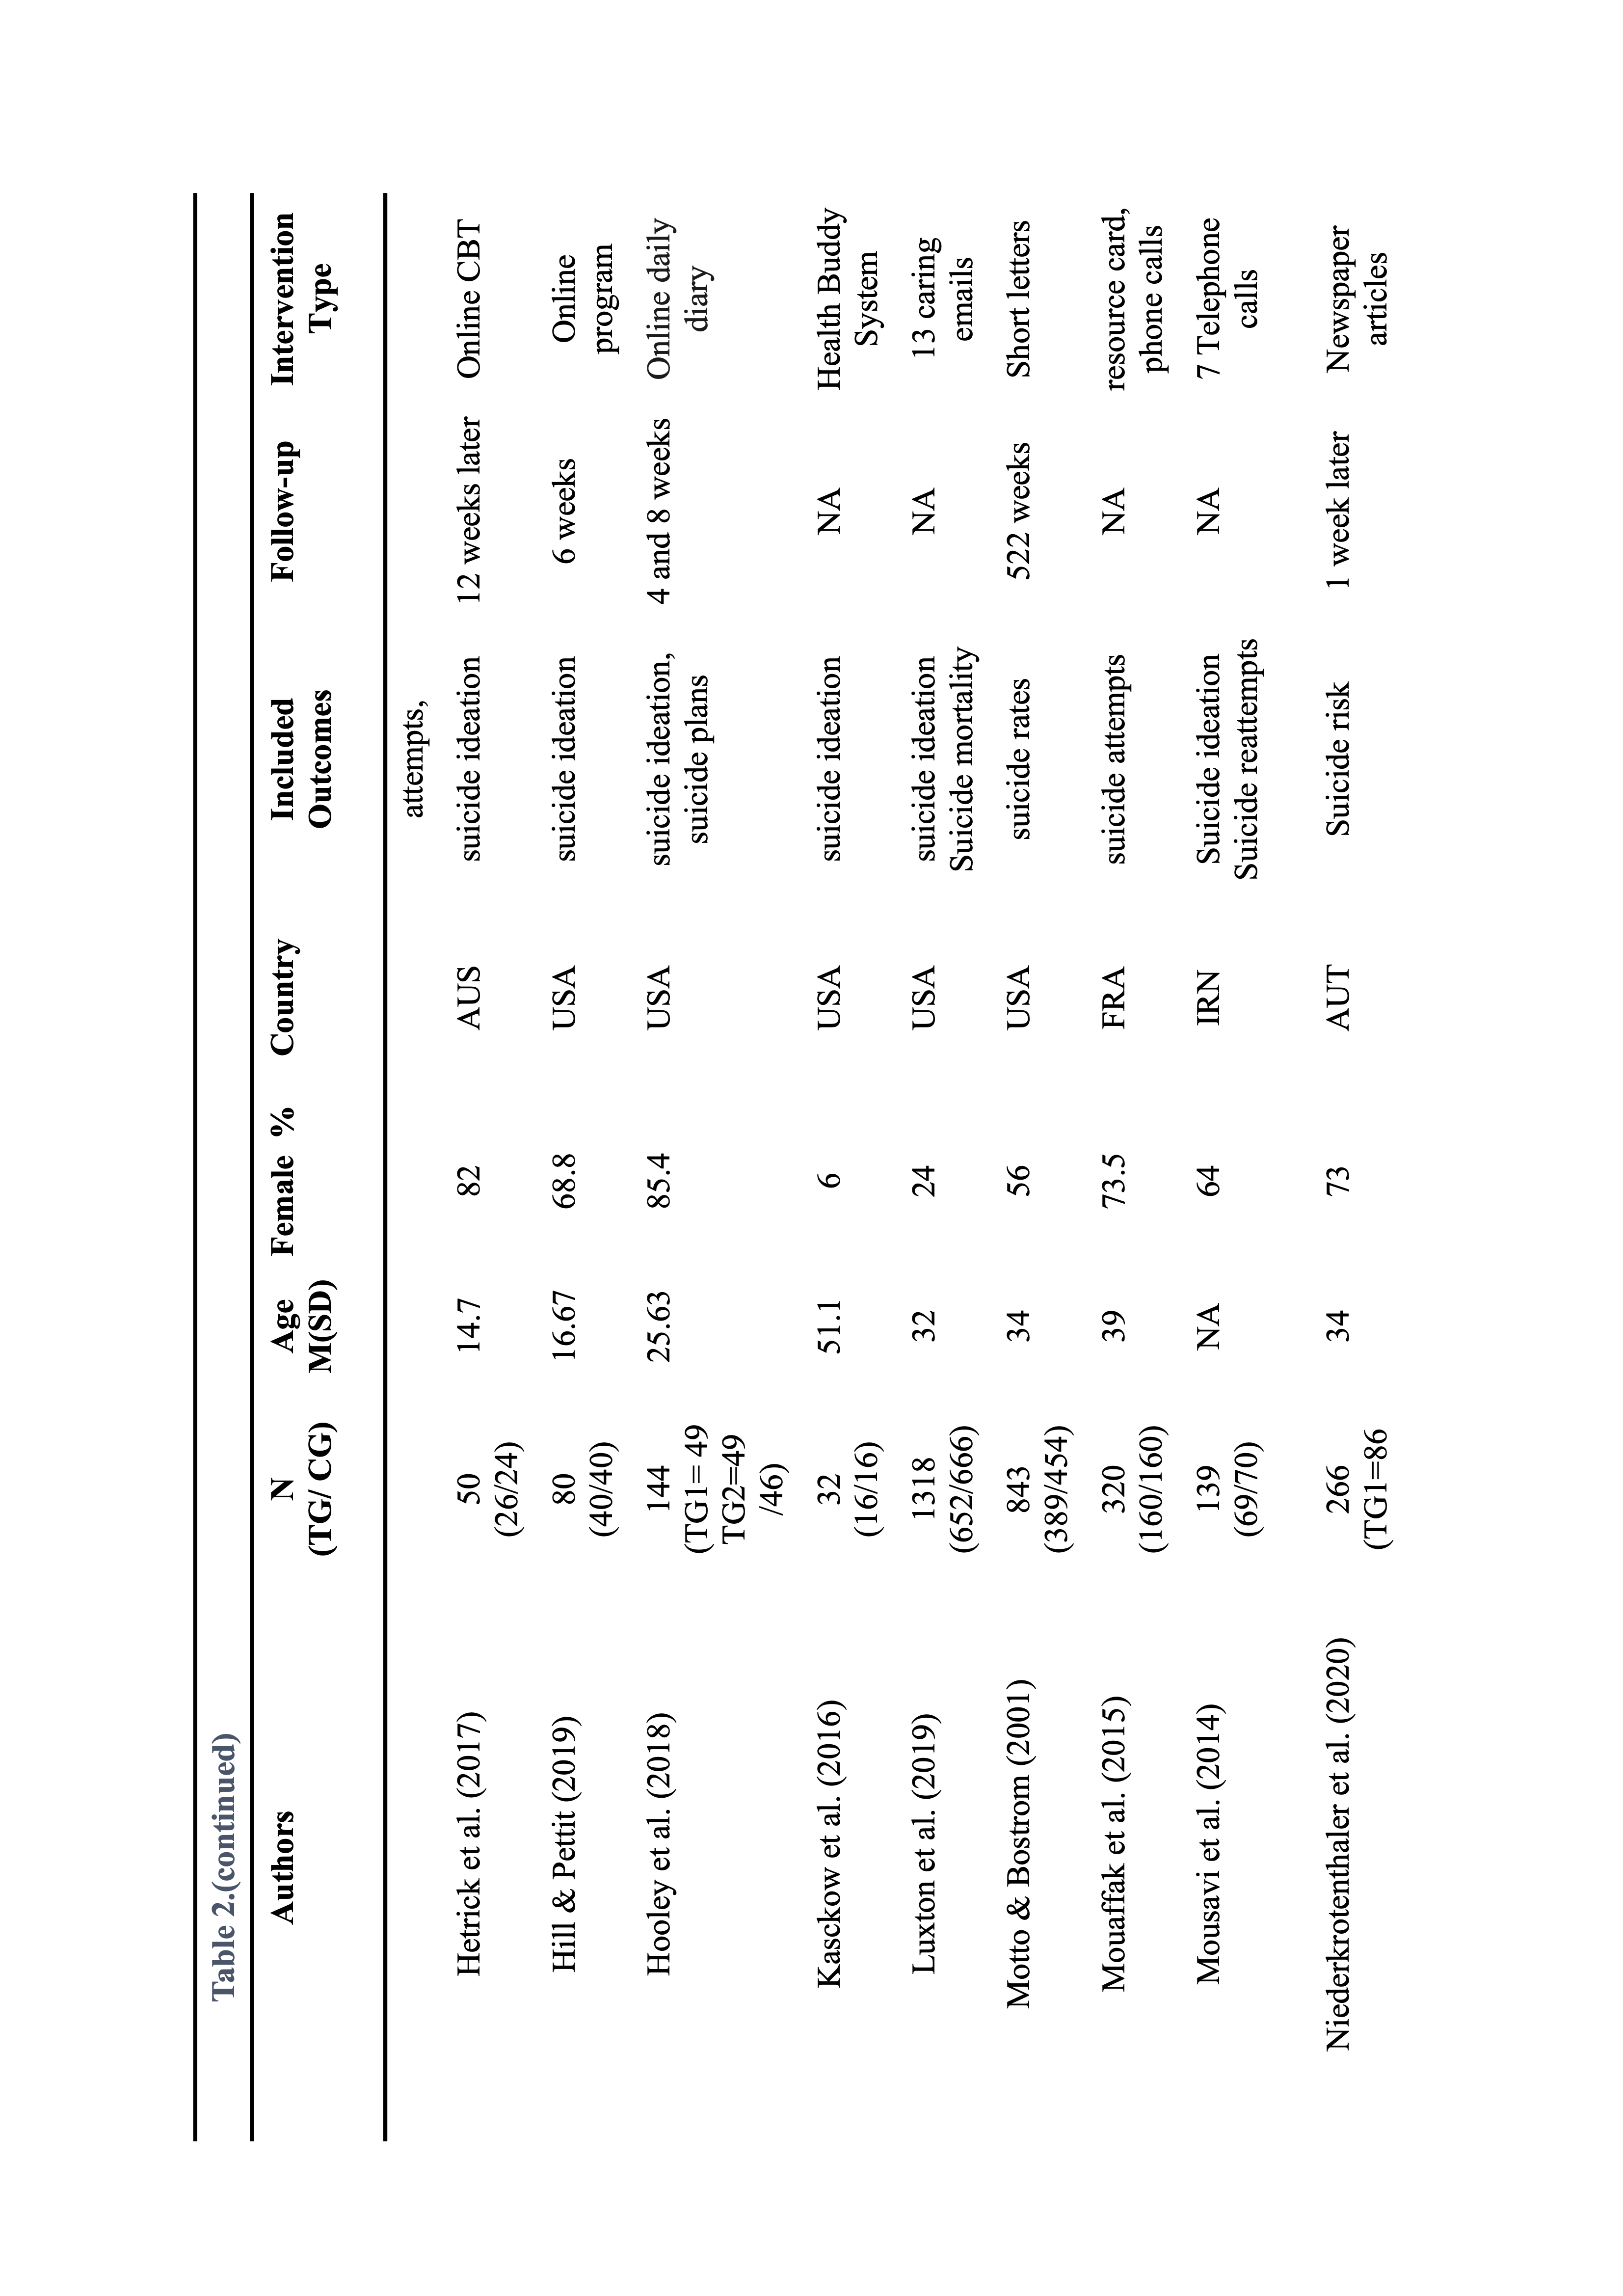 Table 2.(continued)
Authors N Age Female % Country Included Follow-up Intervention
(TG/ CG) M(SD) Outcomes Type
attempts,
Hetrick et al. (2017) 50 14.7 82 AUS suicide ideation 12 weeks later Online CBT
(26/24)
Hill & Pettit (2019) 80 16.67 68.8 USA suicide ideation 6 weeks Online
(40/40) program
Hooley et al. (2018) 144 25.63 85.4 USA suicide ideation, 4 and 8 weeks Online daily
(TG1= 49 suicide plans diary
TG2=49
/46)
Kasckow et al. (2016) 32 51.1 6 USA suicide ideation NA Health Buddy
(16/16) System
Luxton et al. (2019) 1318 32 24 USA suicide ideation NA 13 caring
(652/666) Suicide mortality emails
Motto & Bostrom (2001) 843 34 56 USA suicide rates 522 weeks Short letters
(389/454)
Mouaffak et al. (2015) 320 39 73.5 FRA suicide attempts NA resource card,
(160/160) phone calls
Mousavi et al. (2014) 139 NA 64 IRN Suicide ideation NA 7 Telephone
(69/70) Suicide reattempts calls
Niederkrotenthaler et al. (2020) 266 34 73 AUT Suicide risk 1 week later Newspaper
(TG1=86 articles